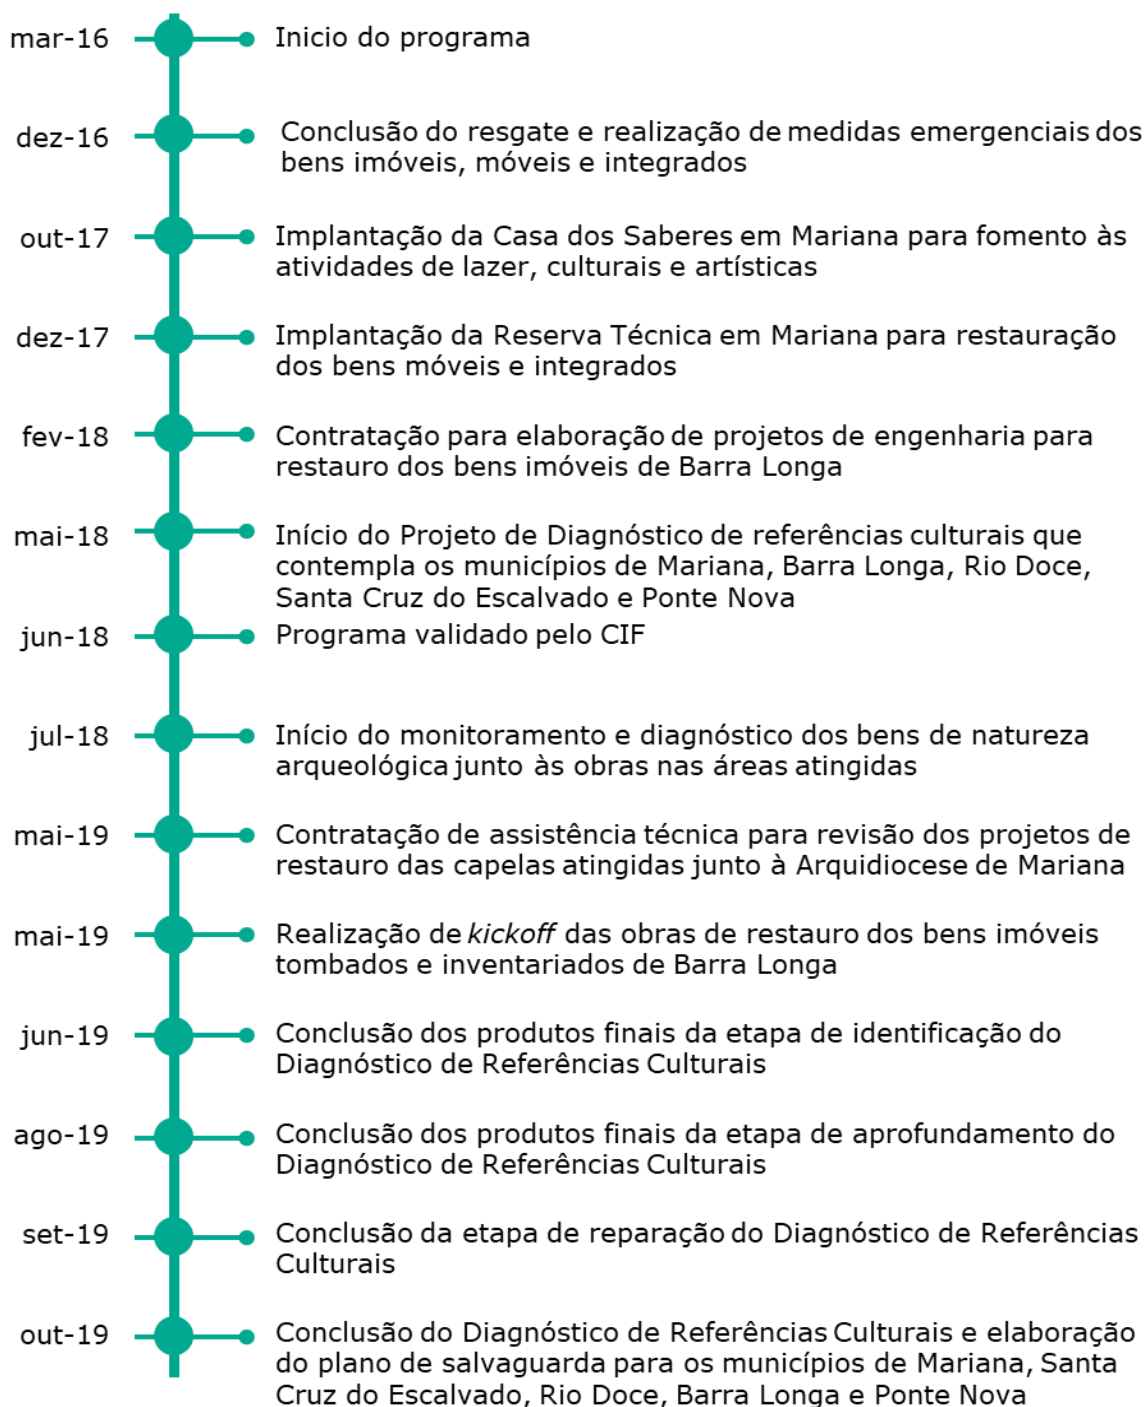 mar-16 Inicio do programa
dez-16 Conclusão do resgate e realização de medidas emergenciais dos
bens imóveis, móveis e integrados
out-17 Implantação da Casa dos Saberes em Mariana para fomento às
atividades de lazer, culturais e artísticas
dez-17 Implantação da Reserva Técnica em Mariana para restauração
dos bens móveis e integrados
fev-18 Contratação para elaboração de projetos de engenharia para
restauro dos bens imóveis de Barra Longa
mai-18 Início do Projeto de Diagnóstico de referências culturais que
contempla os municípios de Mariana, Barra Longa, Rio Doce,
Santa Cruz do Escalvado e Ponte Nova
jun-18 Programa validado pelo CIF
jul-18 Início do monitoramento e diagnóstico dos bens de natureza
arqueológica junto às obras nas áreas atingidas
mai-19 Contratação de assistência técnica para revisão dos projetos de
restauro das capelas atingidas junto à Arquidiocese de Mariana
mai-19 Realização de kickoff das obras de restauro dos bens imóveis
tombados e inventariados de Barra Longa
jun-19 Conclusão dos produtos finais da etapa de identificação do
Diagnóstico de Referências Culturais
ago-19 Conclusão dos produtos finais da etapa de aprofundamento do
Diagnóstico de Referências Culturais
set-19 Conclusão da etapa de reparação do Diagnóstico de Referências
Culturais
out-19 Conclusão do Diagnóstico de Referências Culturais e elaboração
do plano de salvaguarda para os municípios de Mariana, Santa
Cruz do Escalvado, Rio Doce, Barra Longa e Ponte Nova